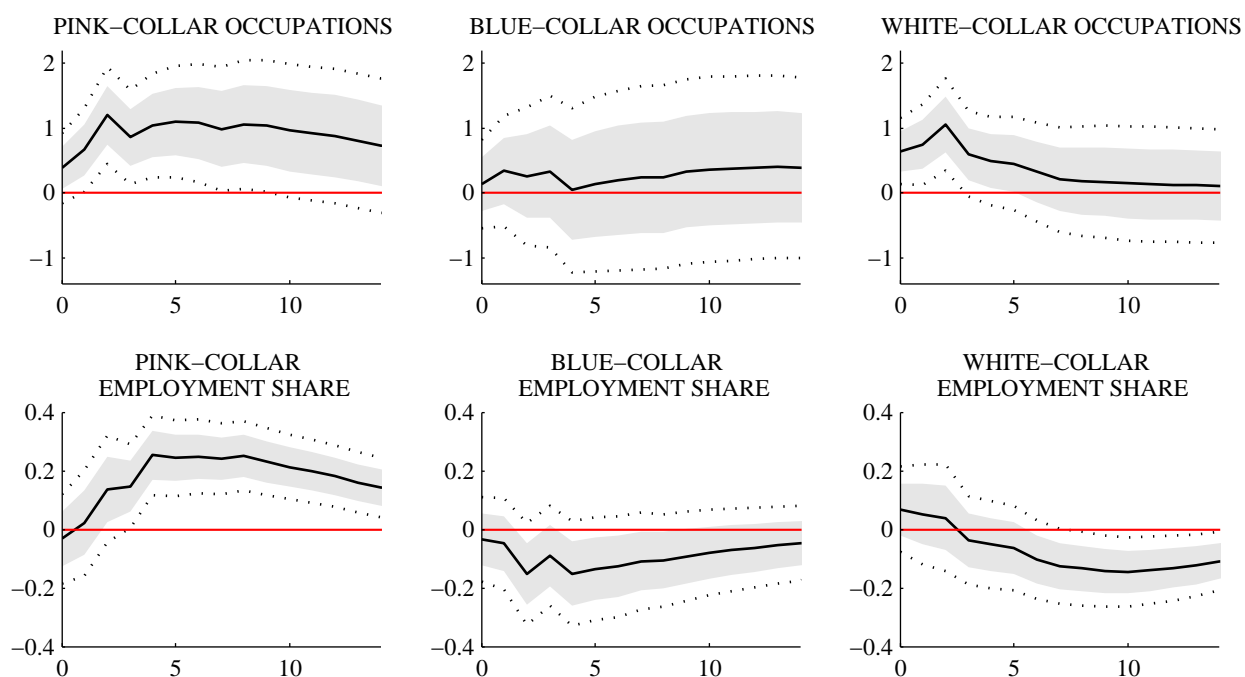 PINK–COLLAR OCCUPATIONS
2
1
0
–1
0 5 10
BLUE–COLLAR OCCUPATIONS
2
1
0
–1
0 5 10
WHITE–COLLAR OCCUPATIONS
2
1
0
–1
0 5 10
PINK–COLLAR
EMPLOYMENT SHARE
0.4
0.2
0
–0.2
–0.4
0 5 10
BLUE–COLLAR
EMPLOYMENT SHARE
0.4
0.2
0
–0.2
–0.4
0 5 10
WHITE–COLLAR
EMPLOYMENT SHARE
0.4
0.2
0
–0.2
–0.4
0 5 10